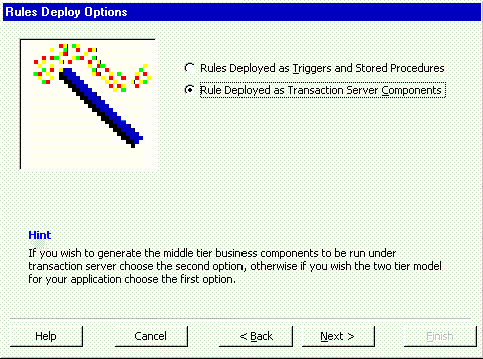 Rules Deploy Options
Rules Deployed as Triggers and Stored Procedures
Rule Deployed as Transaction Server Components
Hint
If you wish to generate the middle tier business components to be run under
transaction server choose the second option, otherwise if you wish the two tier model
for your application choose the first option.
Help Cancel < Back Next > Finish